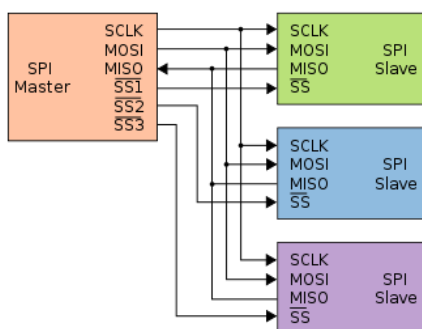 SPI
Master
SCLK
MOSI
MISO
SS1
SS2
SS3
SCLK
MOSI
MISO
SS
SPI
Slave
SCLK
MOSI
MISO
SS
SPI
Slave
SCLK
MOSI
MISO
SS
SPI
Slave